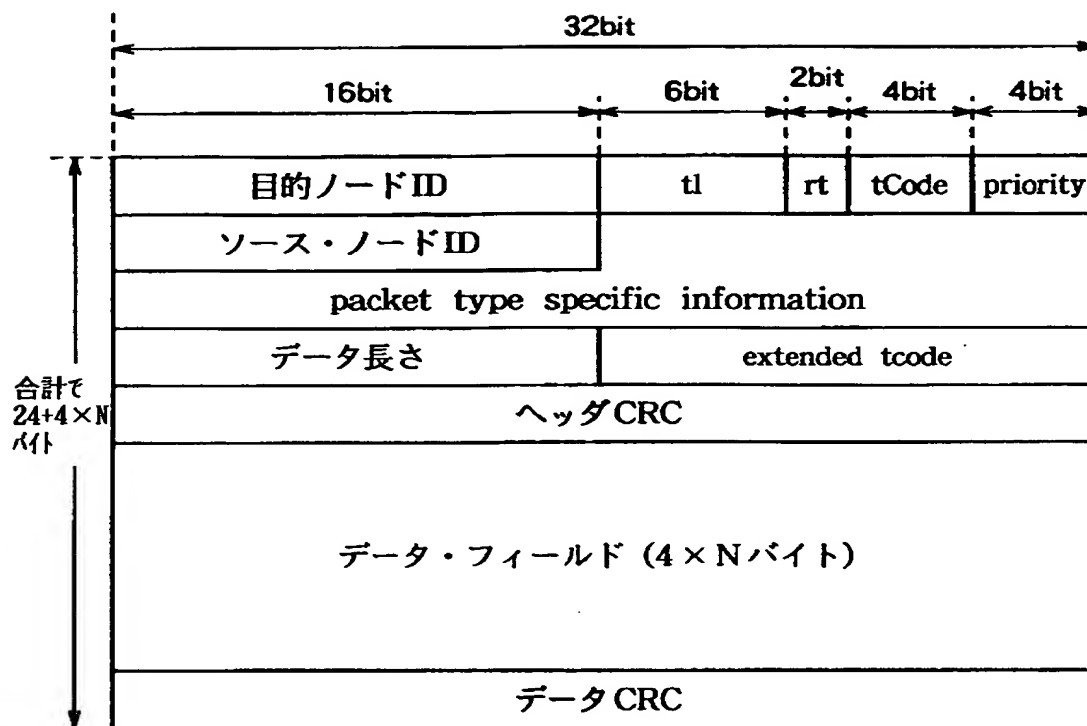 32bit
16bit
6bit
2bit
4bit
4bit
目的ノードID
tl
rt
tCode
priority
ソース・ノードID
packet type specific information
データ長さ
extended tcode
合計で
24+4×N
バイト
ヘッダCRC
データ・フィールド (4×Nバイト)
データCRC